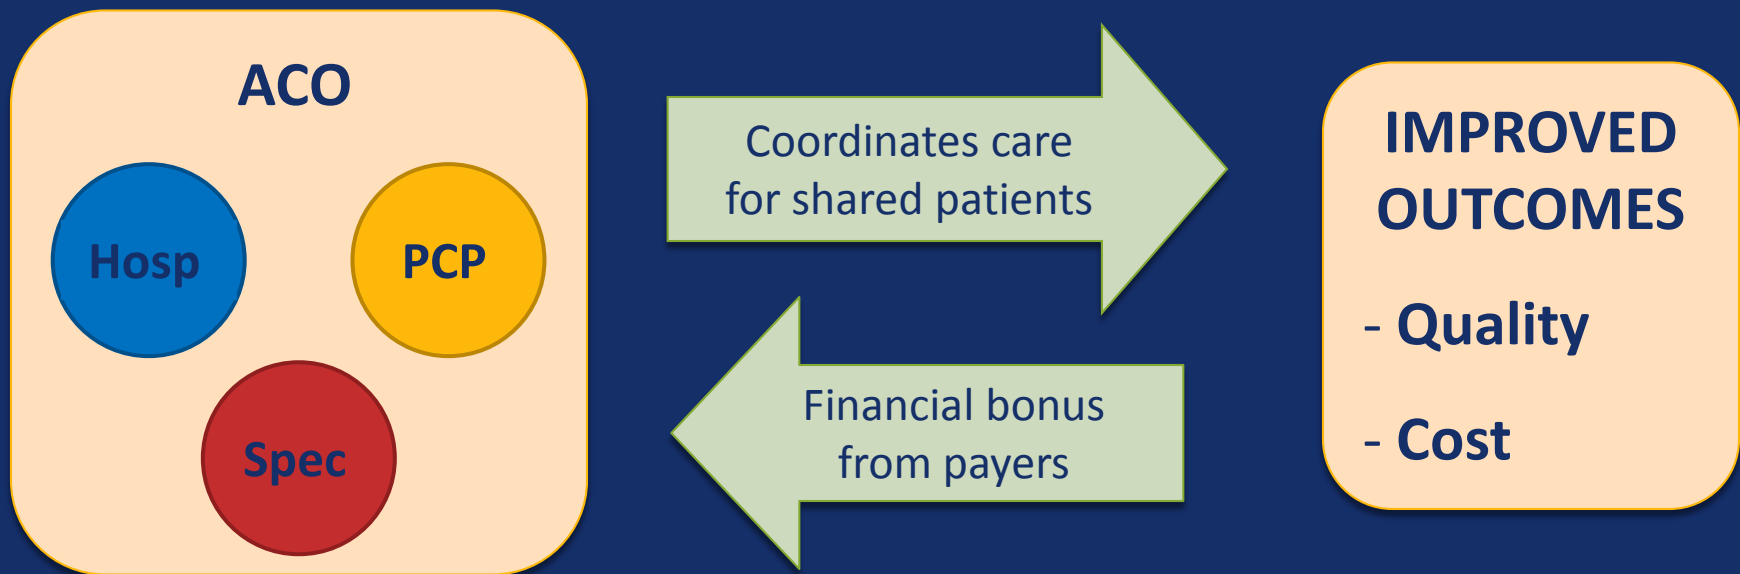 ACO
Hosp
PCP
Spec
Coordinates care
for shared patients
Financial bonus
from payers
IMPROVED
OUTCOMES
- Quality
- Cost